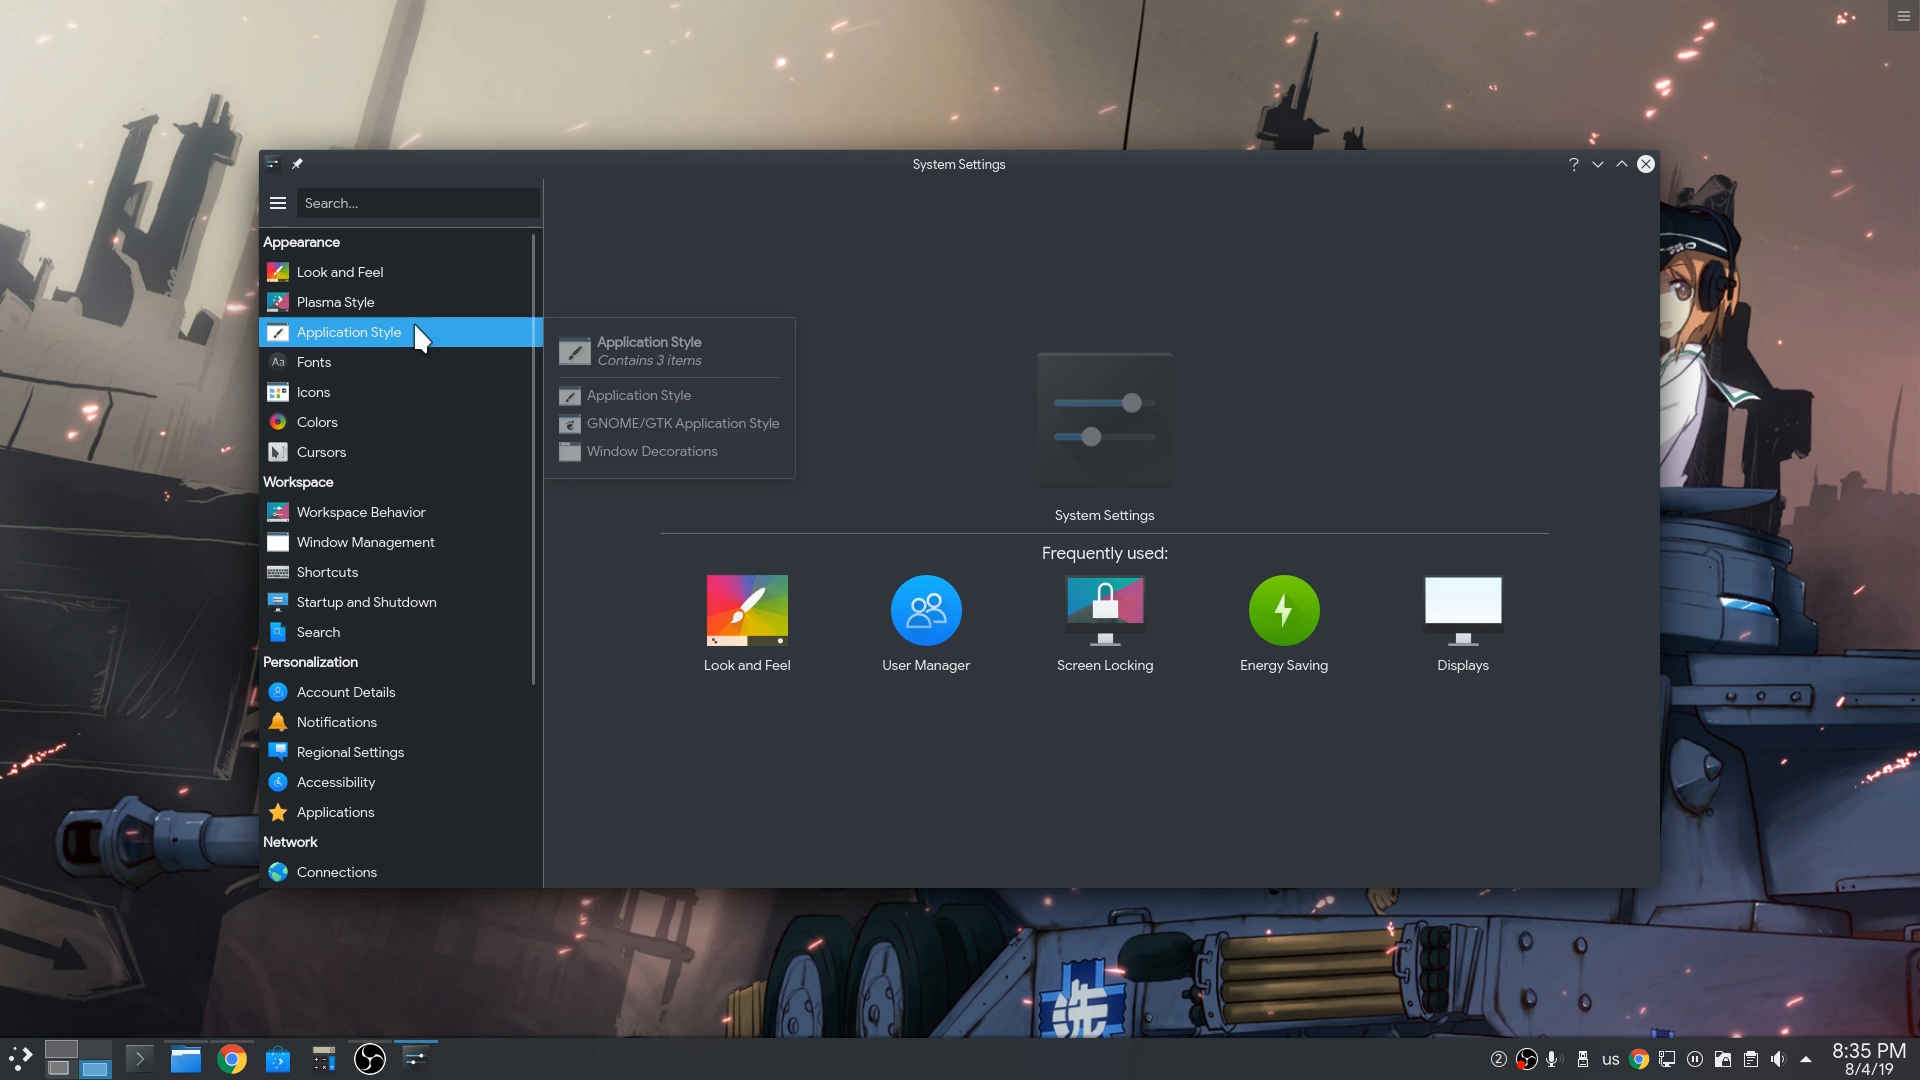 System Settings
?
Search...
Appearance
Look and Feel
Plasma Style
Application Style
Aa Fonts
Icons
Colors
Cursors
Workspace
Workspace Behavior
Window Management
Shortcuts
Startup and Shutdown
Search
Personalization
Account Details
Notifications
Regional Settings
Accessibility
Applications
Network
Connections
Application Style
Contains 3 items
Application Style
GNOME/GTK Application Style
Window Decorations
System Settings
Frequently used:
Look and Feel
User Manager
Screen Locking
Energy Saving
Displays
洗
2
us
8:35 PM
8/4/19